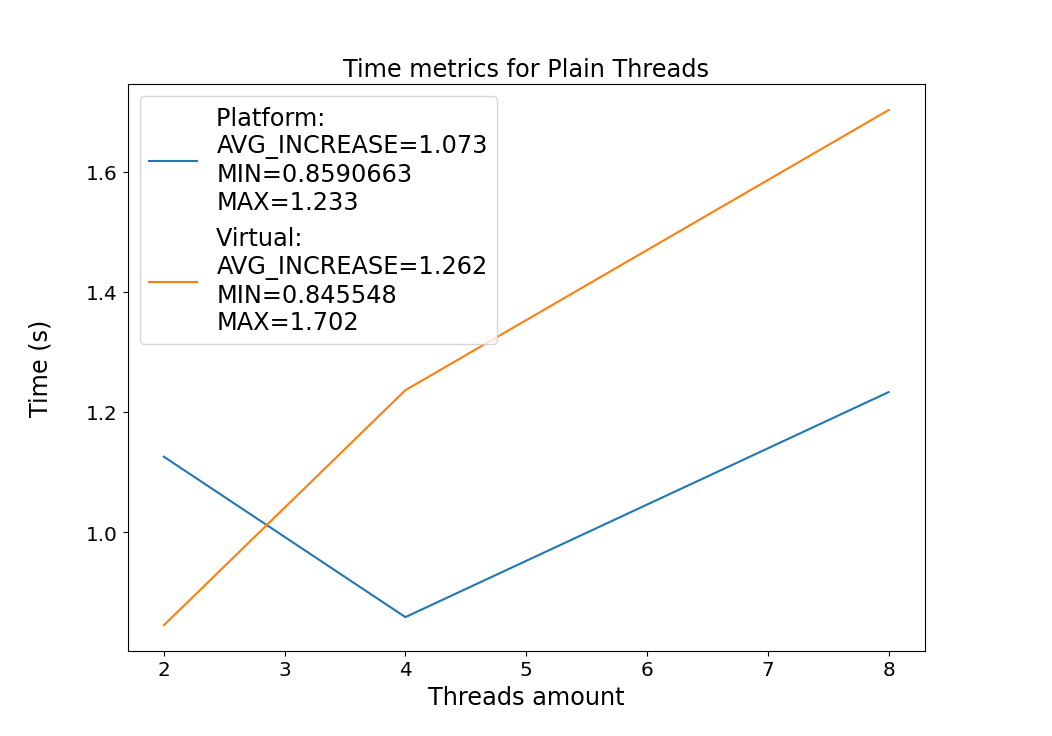 Time metrics for Plain Threads
Platform:
AVG_INCREASE=1.073
MIN=0.8590663
MAX=1.233
Virtual:
AVG_INCREASE=1.262
MIN=0.845548
MAX=1.702
Time (s)
1.6
1.4
1.2
1.0
2 3 4 5 6 7 8
Threads amount